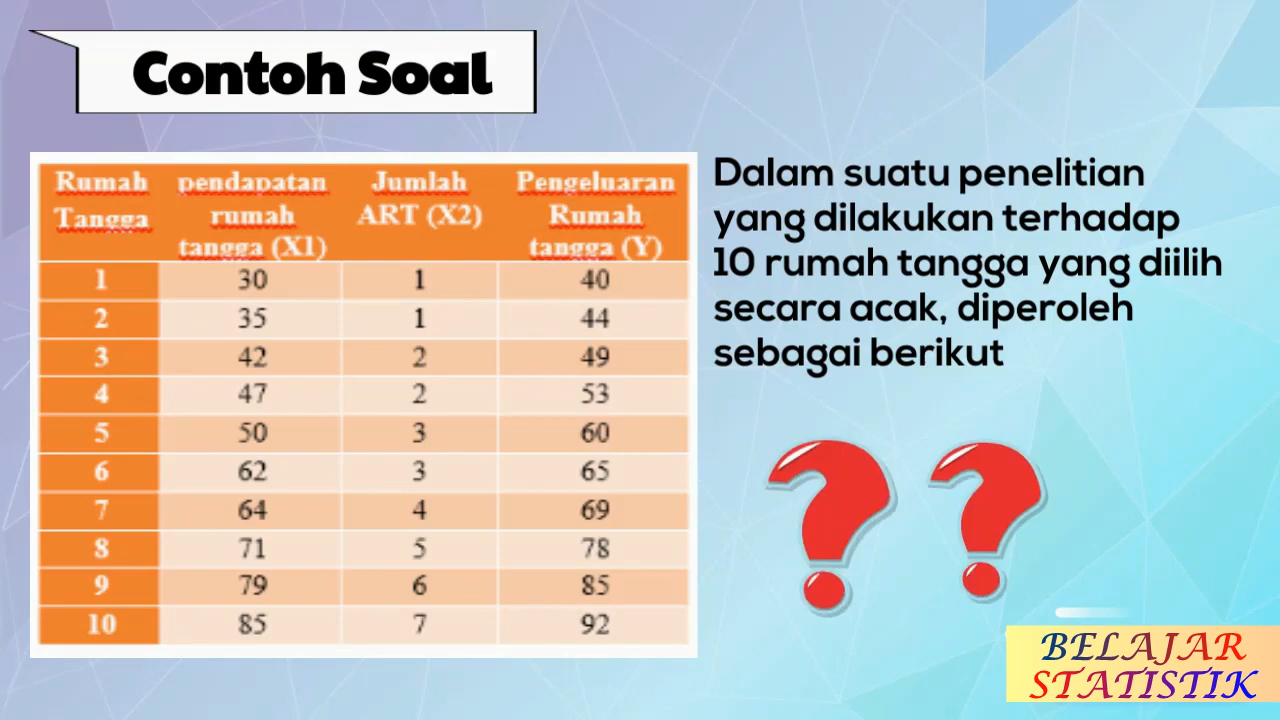 Contoh Soal
Rumah Tangga pendapatan rumah tangga (X1) Jumlah ART (X2) Pengeluaran Rumah tangga (Y)
1 30 1 40
2 35 1 44
3 42 2 49
4 47 2 53
5 50 3 60
6 62 3 65
7 64 4 69
8 71 5 78
9 79 6 85
10 85 7 92
Dalam suatu penelitian
yang dilakukan terhadap
10 rumah tangga yang diilih
secara acak, diperoleh
sebagai berikut
BELAJAR
STATISTIK